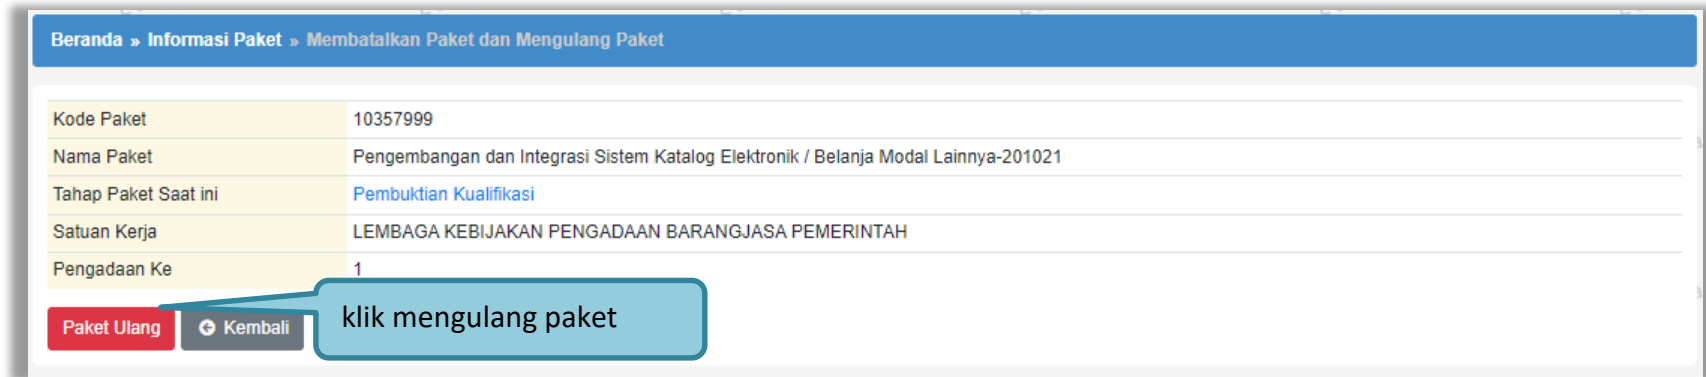 Beranda » Informasi Paket » Membatalkan Paket dan Mengulang Paket
Kode Paket 10357999
Nama Paket Pengembangan dan Integrasi Sistem Katalog Elektronik / Belanja Modal Lainnya-201021
Tahap Paket Saat ini Pembuktian Kualifikasi
Satuan Kerja LEMBAGA KEBIJAKAN PENGADAAN BARANGJASA PEMERINTAH
Pengadaan Ke 1
Paket Ulang Kembali klik mengulang paket